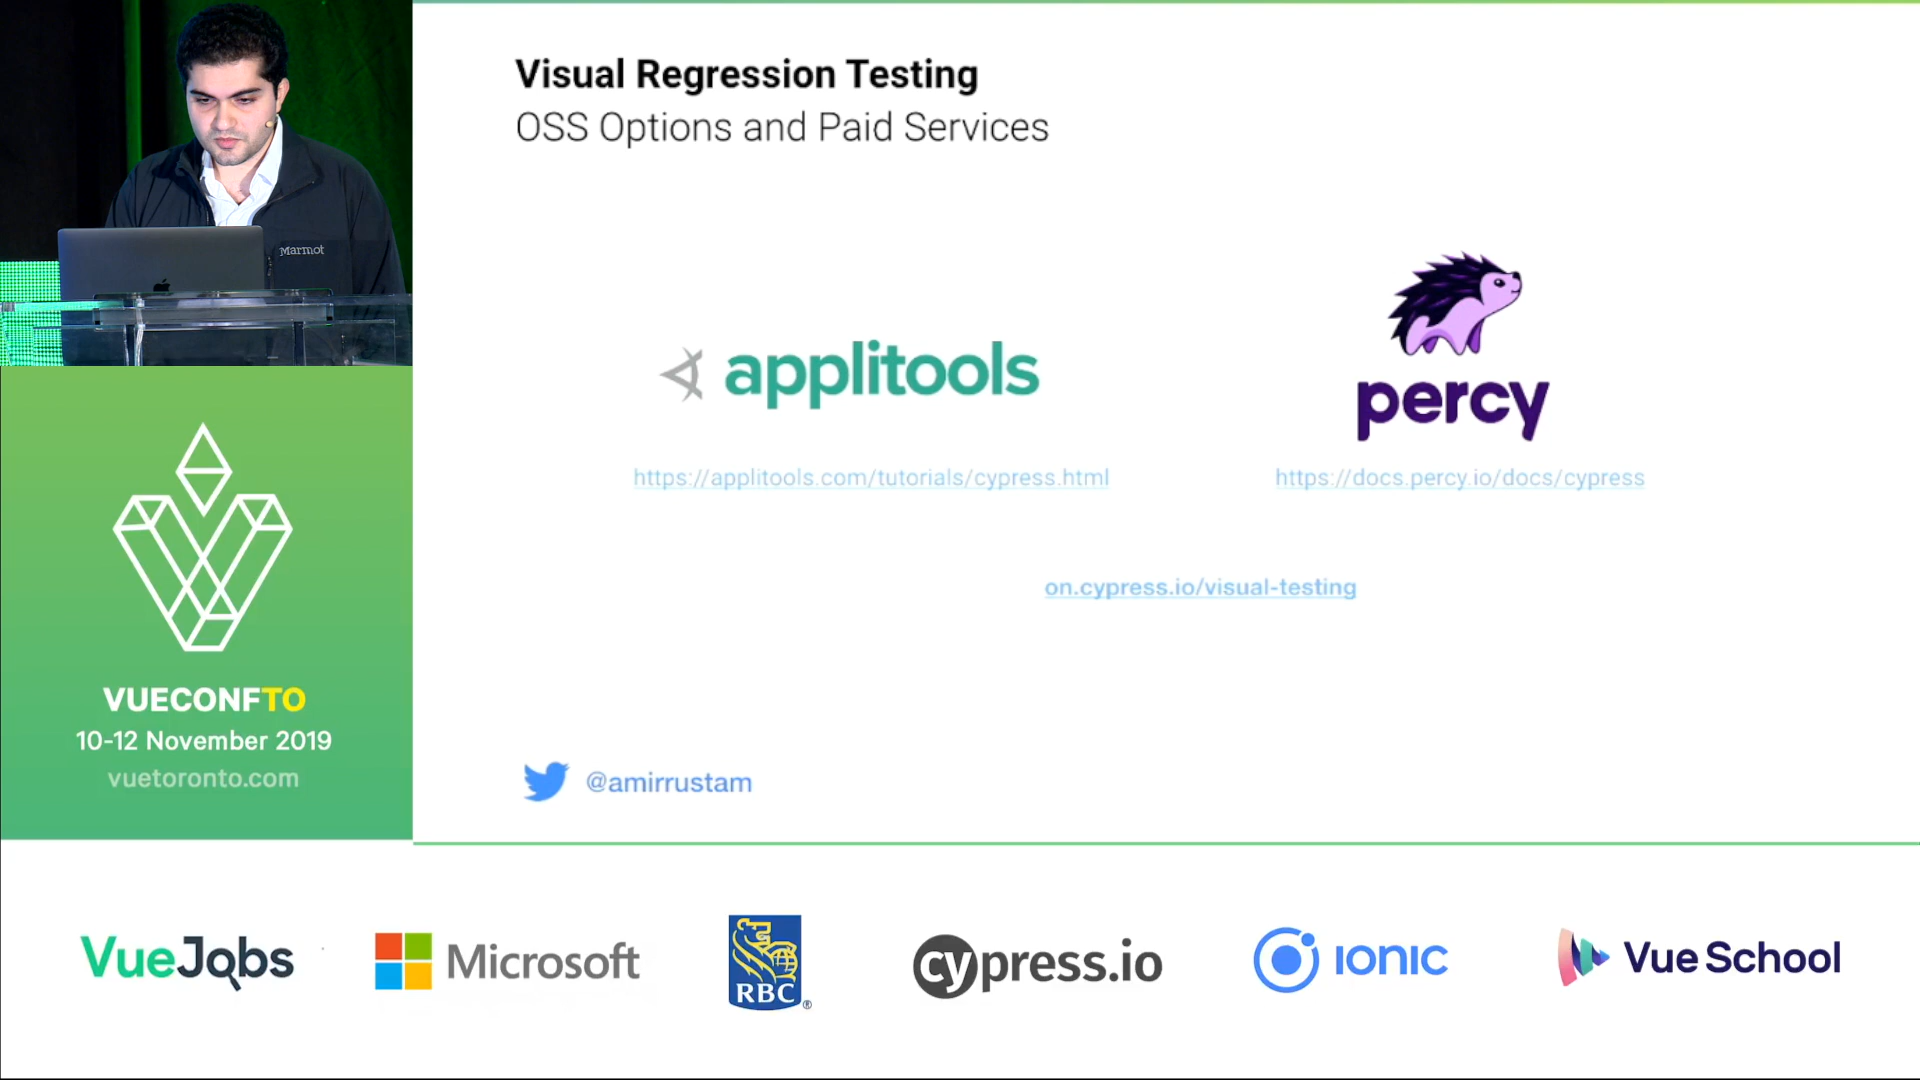 Visual Regression Testing
OSS Options and Paid Services
Marmot
applitools
percy
https://applitools.com/tutorials/cypress.html
https://docs.percy.io/docs/cypress
on.cypress.io/visual-testing
@amirrustam
VUECONFTO
10-12 November 2019
vuetoronto.com
VueJobs
Microsoft
RBC®
cypress.io
IONIC
Vue School